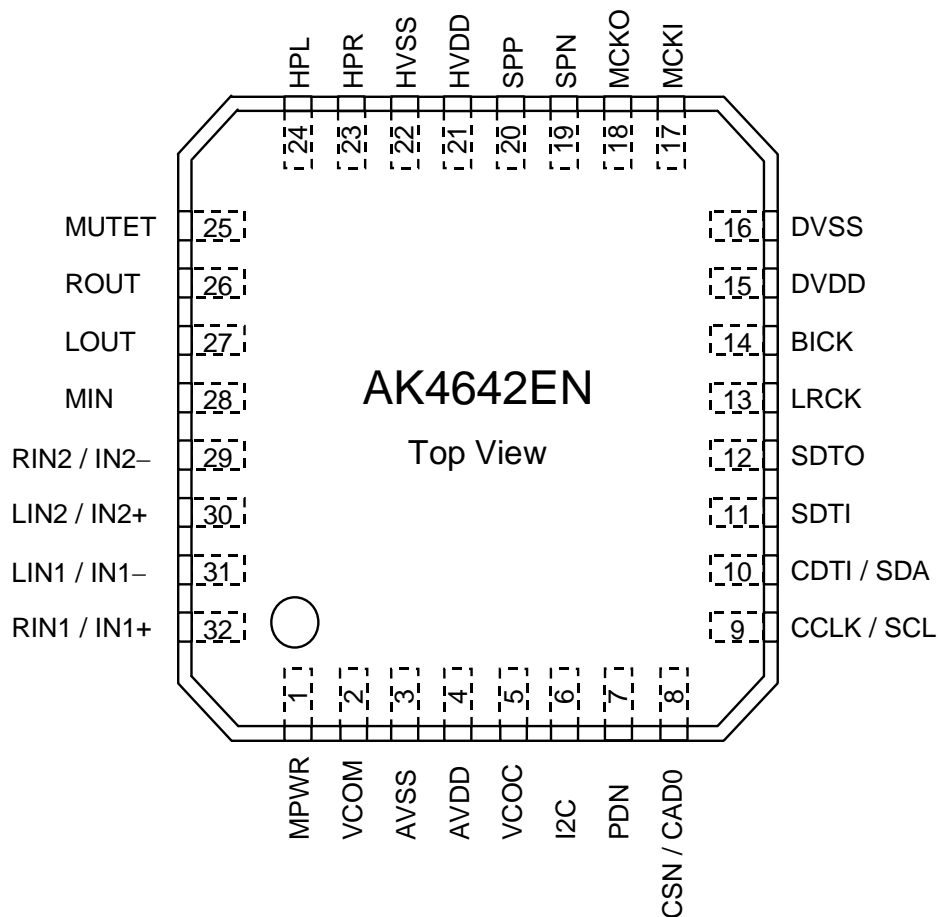 HPL
HPR
HVSS
HVDD
SPP
SPN
MCKO
MCKI
24
23
22
21
20
19
18
17
MUTET 25
ROUT 26
LOUT 27
MIN 28
RIN2 / IN2− 29
LIN2 / IN2+ 30
LIN1 / IN1− 31
RIN1 / IN1+ 32
AK4642EN
Top View
16 DVSS
15 DVDD
14 BICK
13 LRCK
12 SDTO
11 SDTI
10 CDTI / SDA
9 CCLK / SCL
1
2
3
4
5
6
7
8
MPWR
VCOM
AVSS
AVDD
VCOC
I2C
PDN
CSN / CAD0